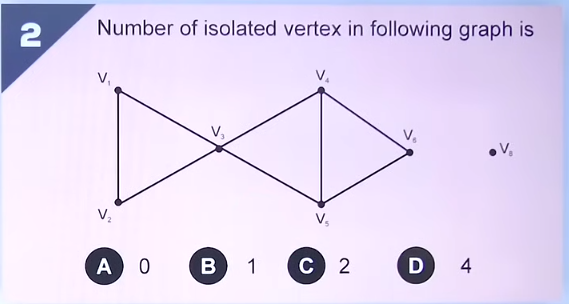 2
Number of isolated vertex in following graph is
V₁
V₄
V₃
V₆
V₈
V₂
V₅
A 0 B 1 C 2 D 4